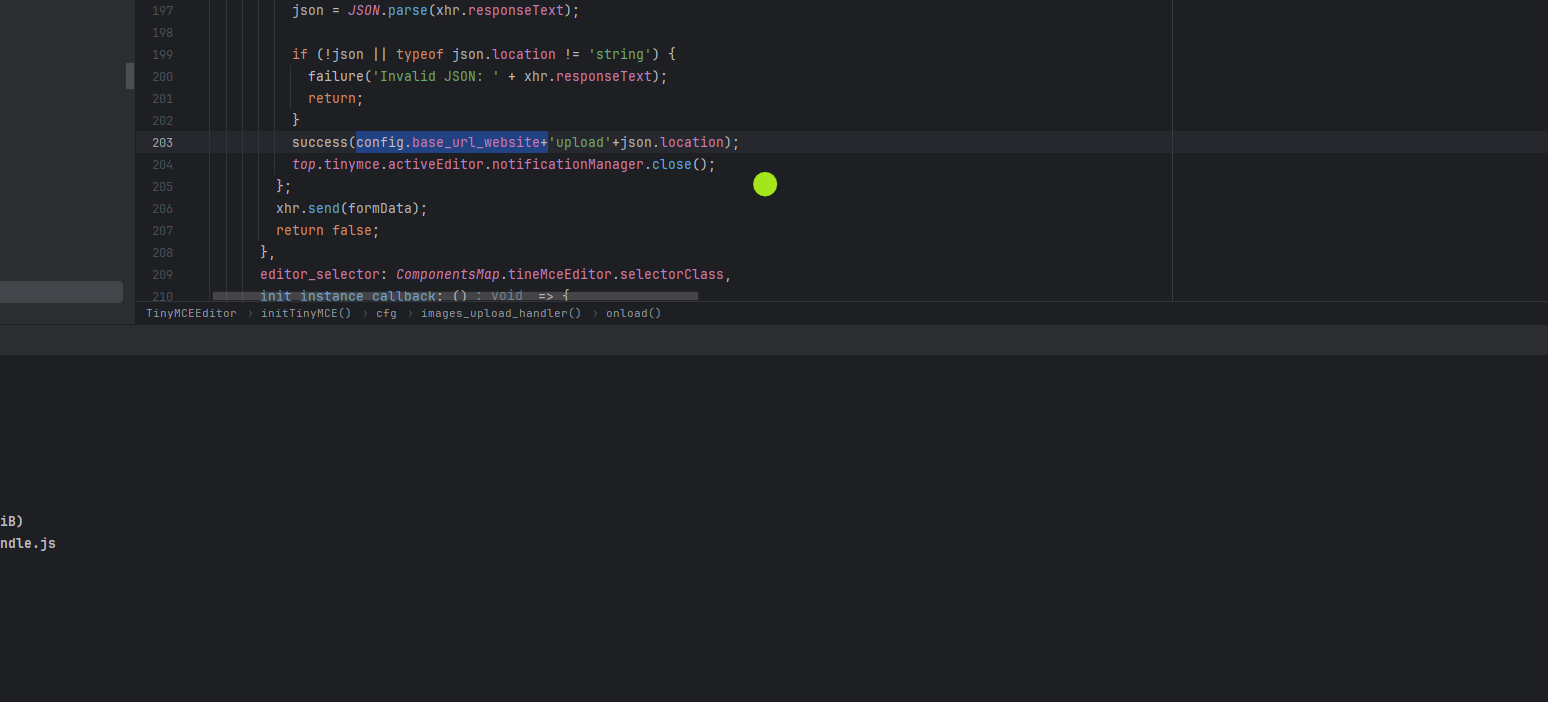 197 json = JSON.parse(xhr.responseText);
198
199 if (!json || typeof json.location != 'string') {
200 failure('Invalid JSON: ' + xhr.responseText);
201 return;
202 }
203 success(config.base_url_website+'upload'+json.location);
204 top.tinymce.activeEditor.notificationManager.close();
205 };
206 xhr.send(formData);
207 return false;
208 },
209 editor_selector: ComponentsMap.tineMceEditor.selectorClass,
210 init_instance_callback: () : void => {
TinyMCEEditor > initTinyMCE() > cfg > images_upload_handler() > onload()
iB)
ndle.js